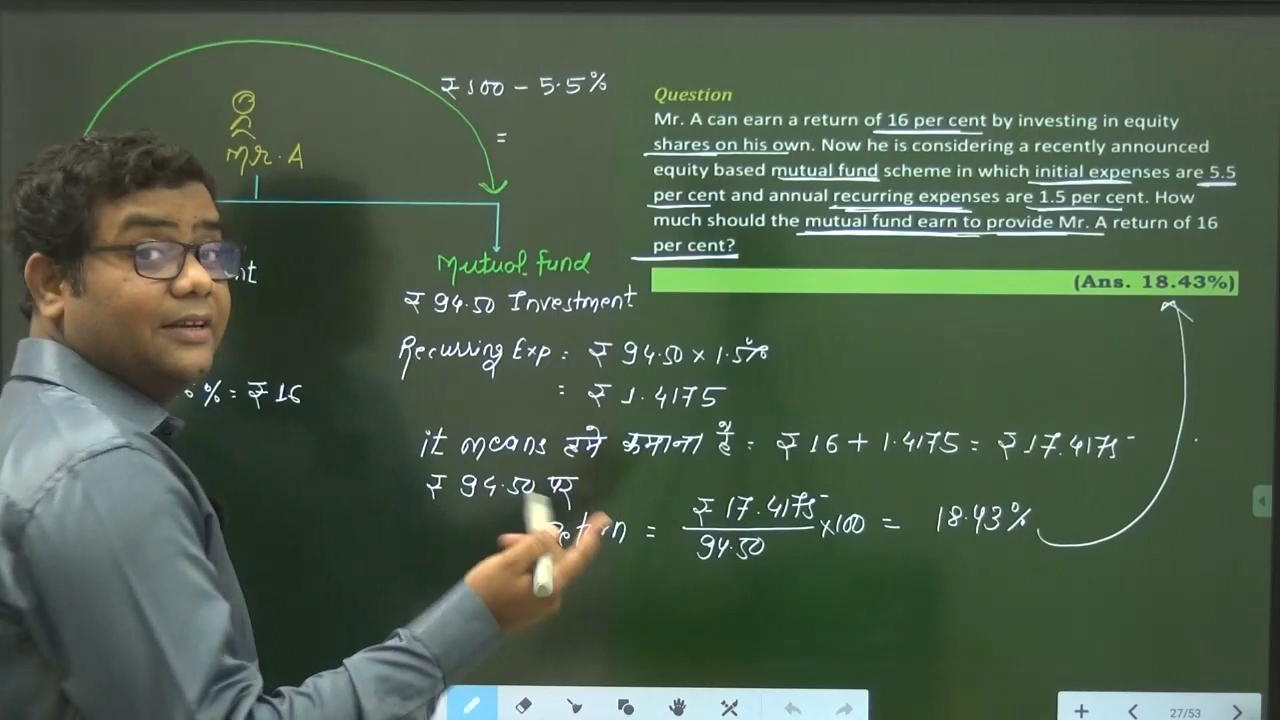 ₹100 - 5.5%
=
Mr. A
Mutual fund
₹ 94.50 Investment
Recurring Exp = ₹ 94.50 × 1.5%
= ₹ 1.4175
it means हमे कमाना है = ₹ 16 + 1.4175 = ₹ 17.4175
₹ 94.50 पर
= ₹ 17.4175 / 94.50 ×100 = 18.43%
% = ₹ 16
Question
Mr. A can earn a return of 16 per cent by investing in equity
shares on his own. Now he is considering a recently announced
equity based mutual fund scheme in which initial expenses are 5.5
per cent and annual recurring expenses are 1.5 per cent. How
much should the mutual fund earn to provide Mr. A return of 16
per cent?
(Ans. 18.43%)
27/53